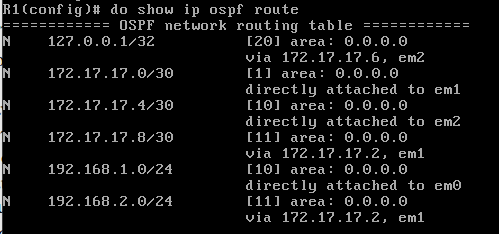 R1(config)# do show ip ospf route
============ OSPF network routing table ============
N    127.0.0.1/32          [20] area: 0.0.0.0
                           via 172.17.17.6, em2
N    172.17.17.0/30        [1] area: 0.0.0.0
                           directly attached to em1
N    172.17.17.4/30        [10] area: 0.0.0.0
                           directly attached to em2
N    172.17.17.8/30        [11] area: 0.0.0.0
                           via 172.17.17.2, em1
N    192.168.1.0/24        [10] area: 0.0.0.0
                           directly attached to em0
N    192.168.2.0/24        [11] area: 0.0.0.0
                           via 172.17.17.2, em1